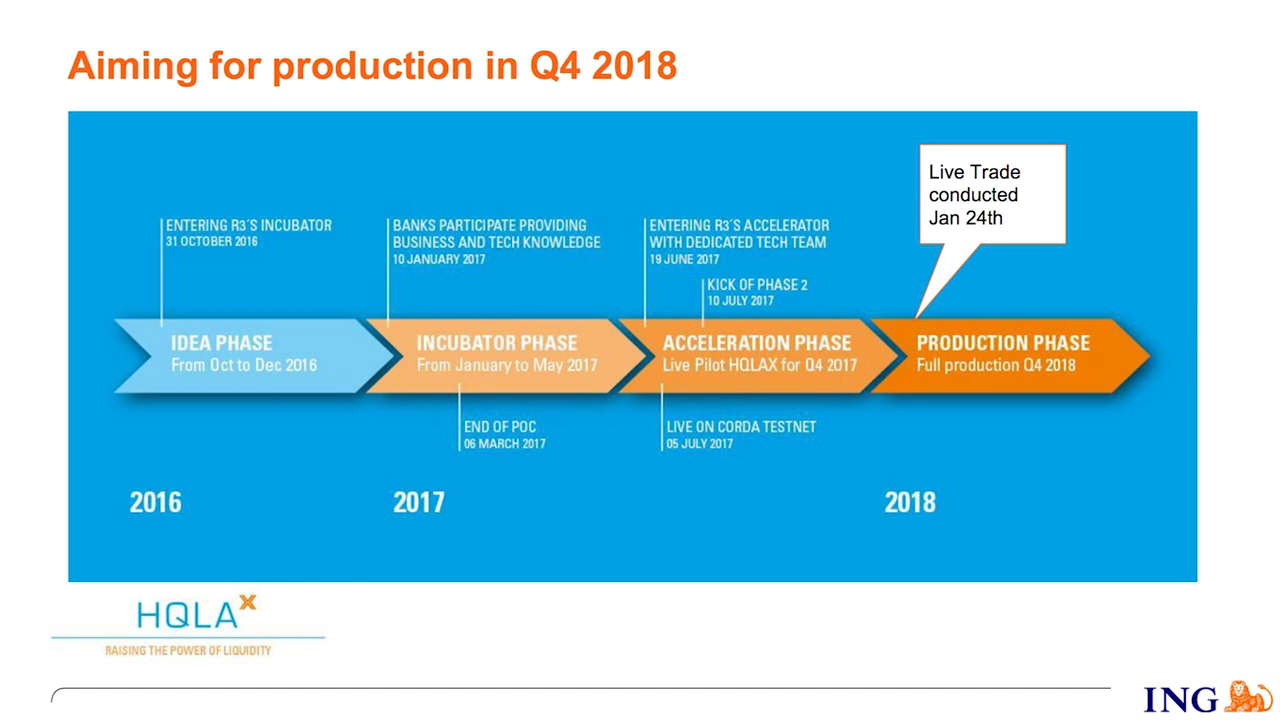 Aiming for production in Q4 2018
Live Trade
conducted
Jan 24th
ENTERING R3´S INCUBATOR
31 OCTOBER 2016
BANKS PARTICIPATE PROVIDING
BUSINESS AND TECH KNOWLEDGE
10 JANUARY 2017
ENTERING R3´S ACCELERATOR
WITH DEDICATED TECH TEAM
19 JUNE 2017
KICK OF PHASE 2
10 JULY 2017
IDEA PHASE
From Oct to Dec 2016
INCUBATOR PHASE
From January to May 2017
ACCELERATION PHASE
Live Pilot HQLAX for Q4 2017
PRODUCTION PHASE
Full production Q4 2018
END OF POC
06 MARCH 2017
LIVE ON CORDA TESTNET
05 JULY 2017
2016
2017
2018
HQLAX
RAISING THE POWER OF LIQUIDITY
ING